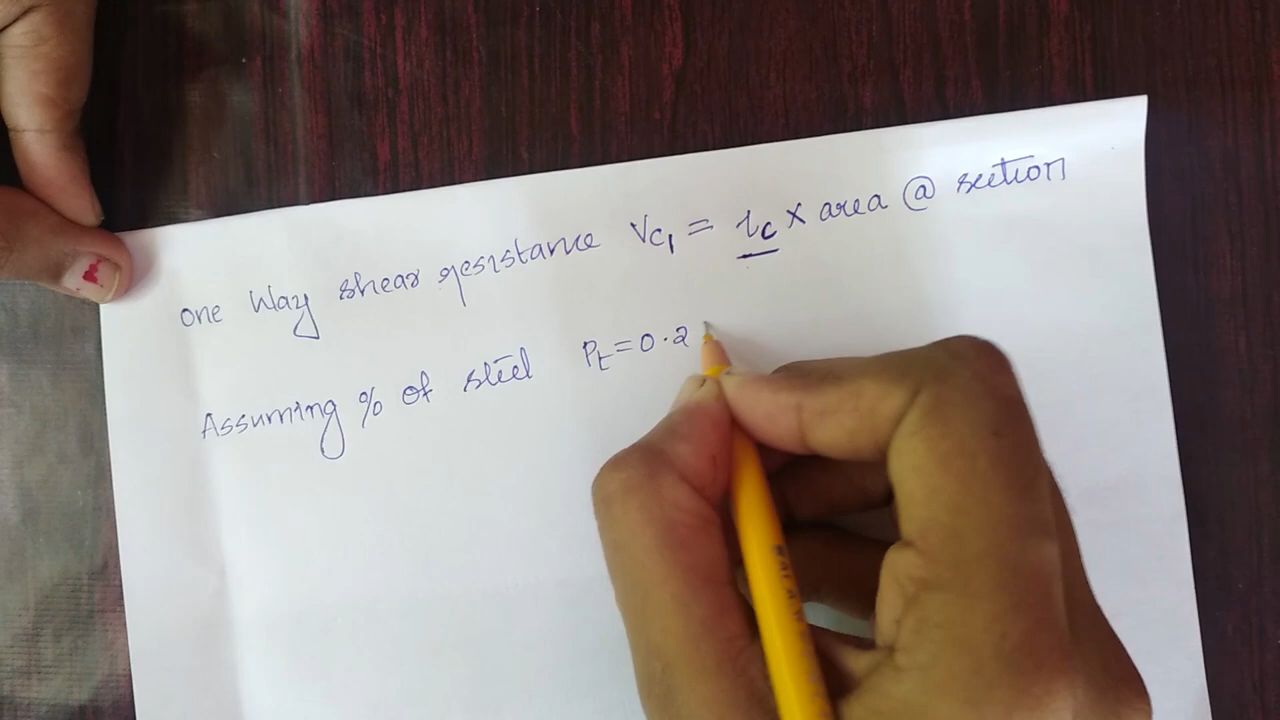 one Way shear resistance Vc1 = τc × area @ section
Assuming % of steel Pt = 0.2